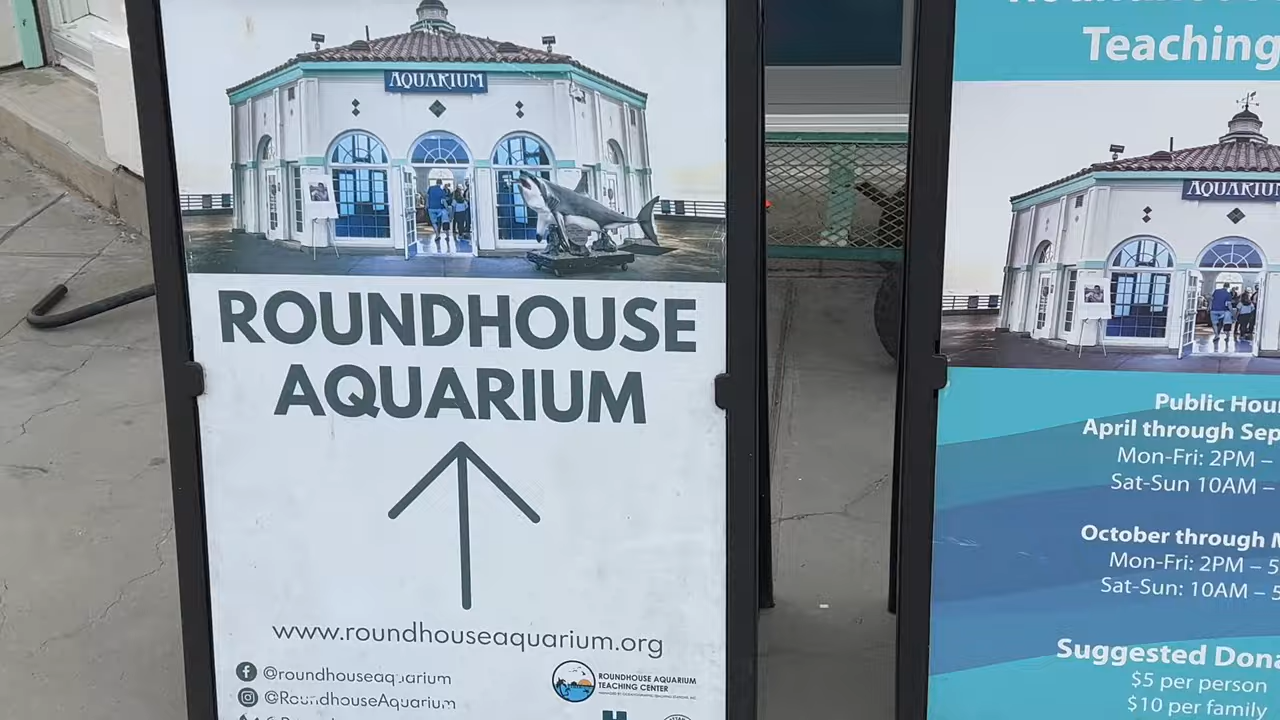 AQUARIUM
ROUNDHOUSE
AQUARIUM
www.roundhouseaquarium.org
@roundhouseaquarium
@RoundhouseAquarium
ROUNDHOUSE AQUARIUM
TEACHING CENTER
Teaching
AQUARIUM
Public Hou
April through Sep
Mon-Fri: 2PM –
Sat-Sun 10AM –
October through M
Mon-Fri: 2PM – 5
Sat-Sun: 10AM – 5
Suggested Dona
$5 per person
$10 per family